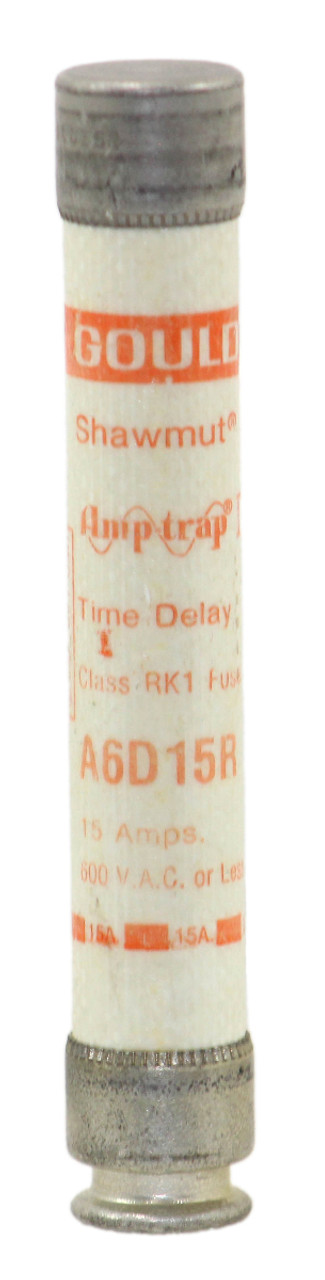 GOULD
Shawmut®
Amp-trap®
Time Delay
Class RK1 Fuse
A6D15R
15 Amps.
600 V.A.C. or Less
15A. 15A.